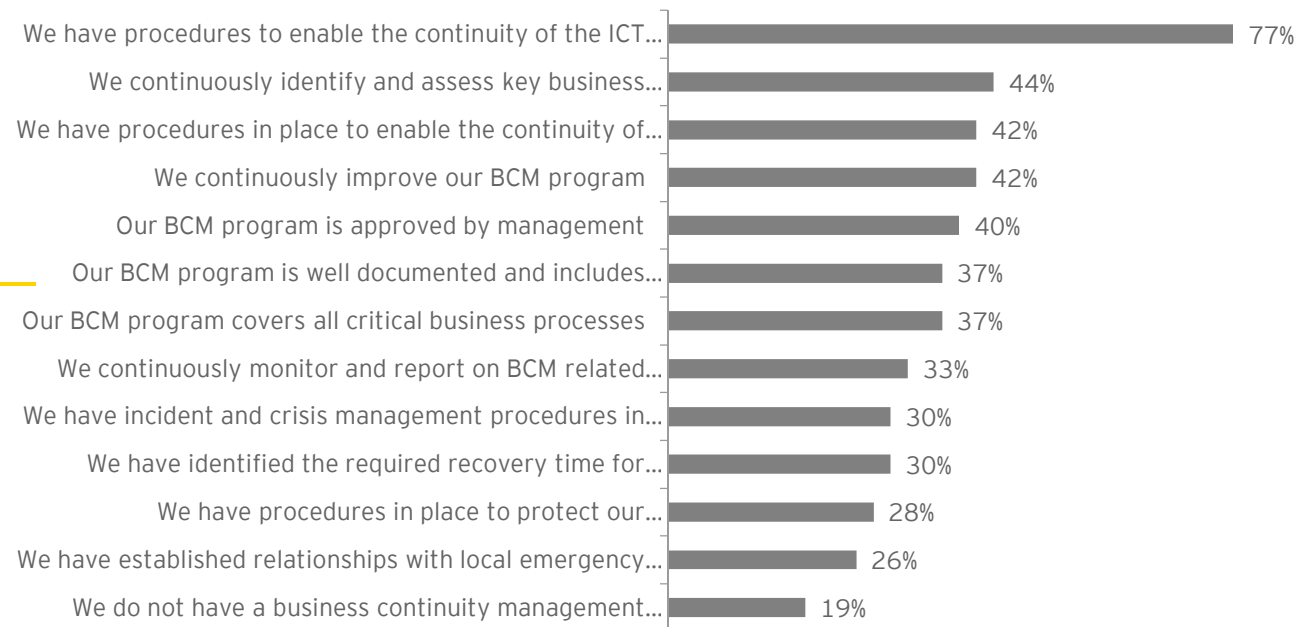 We have procedures to enable the continuity of the ICT... 77%
We continuously identify and assess key business... 44%
We have procedures in place to enable the continuity of... 42%
We continuously improve our BCM program 42%
Our BCM program is approved by management 40%
Our BCM program is well documented and includes... 37%
Our BCM program covers all critical business processes 37%
We continuously monitor and report on BCM related... 33%
We have incident and crisis management procedures in... 30%
We have identified the required recovery time for... 30%
We have procedures in place to protect our... 28%
We have established relationships with local emergency... 26%
We do not have a business continuity management... 19%